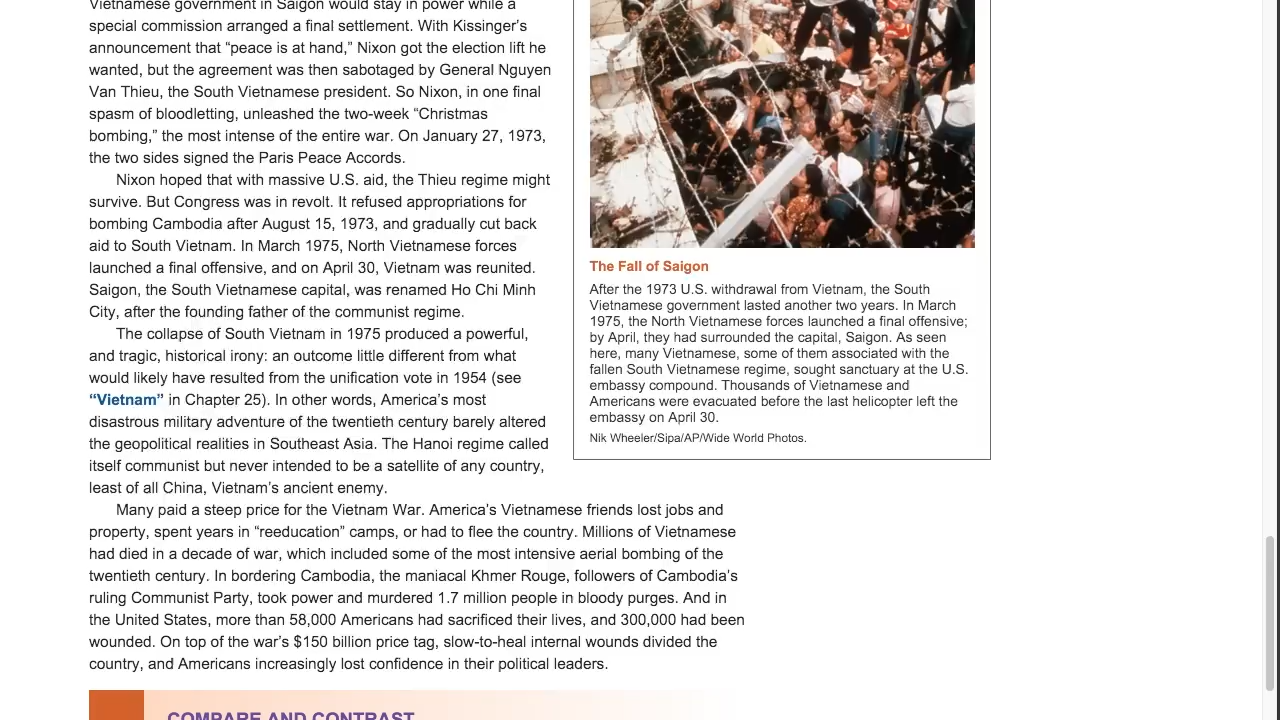 Vietnamese government in Saigon would stay in power while a
special commission arranged a final settlement. With Kissinger’s
announcement that “peace is at hand,” Nixon got the election lift he
wanted, but the agreement was then sabotaged by General Nguyen
Van Thieu, the South Vietnamese president. So Nixon, in one final
spasm of bloodletting, unleashed the two-week “Christmas
bombing,” the most intense of the entire war. On January 27, 1973,
the two sides signed the Paris Peace Accords.
Nixon hoped that with massive U.S. aid, the Thieu regime might
survive. But Congress was in revolt. It refused appropriations for
bombing Cambodia after August 15, 1973, and gradually cut back
aid to South Vietnam. In March 1975, North Vietnamese forces
launched a final offensive, and on April 30, Vietnam was reunited.
Saigon, the South Vietnamese capital, was renamed Ho Chi Minh
City, after the founding father of the communist regime.
The collapse of South Vietnam in 1975 produced a powerful,
and tragic, historical irony: an outcome little different from what
would likely have resulted from the unification vote in 1954 (see
“Vietnam” in Chapter 25). In other words, America’s most
disastrous military adventure of the twentieth century barely altered
the geopolitical realities in Southeast Asia. The Hanoi regime called
itself communist but never intended to be a satellite of any country,
least of all China, Vietnam’s ancient enemy.
The Fall of Saigon
After the 1973 U.S. withdrawal from Vietnam, the South
Vietnamese government lasted another two years. In March
1975, the North Vietnamese forces launched a final offensive;
by April, they had surrounded the capital, Saigon. As seen
here, many Vietnamese, some of them associated with the
fallen South Vietnamese regime, sought sanctuary at the U.S.
embassy compound. Thousands of Vietnamese and
Americans were evacuated before the last helicopter left the
embassy on April 30.
Nik Wheeler/Sipa/AP/Wide World Photos.
Many paid a steep price for the Vietnam War. America’s Vietnamese friends lost jobs and
property, spent years in “reeducation” camps, or had to flee the country. Millions of Vietnamese
had died in a decade of war, which included some of the most intensive aerial bombing of the
twentieth century. In bordering Cambodia, the maniacal Khmer Rouge, followers of Cambodia’s
ruling Communist Party, took power and murdered 1.7 million people in bloody purges. And in
the United States, more than 58,000 Americans had sacrificed their lives, and 300,000 had been
wounded. On top of the war’s $150 billion price tag, slow-to-heal internal wounds divided the
country, and Americans increasingly lost confidence in their political leaders.
COMPARE AND CONTRAST